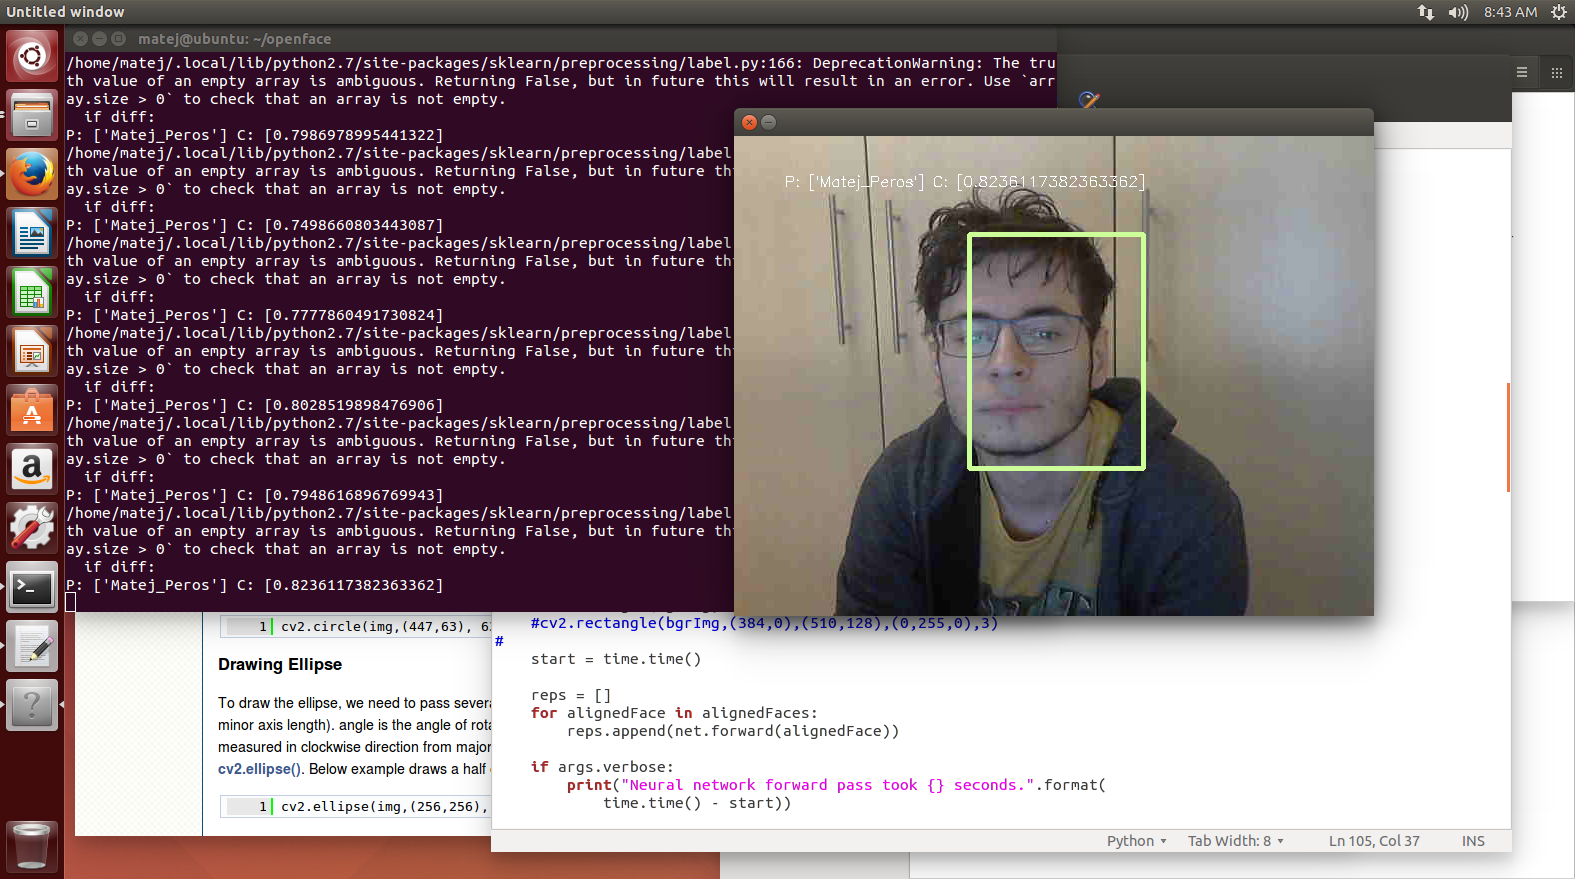 Untitled window
8:43 AM
matej@ubuntu: ~/openface
/home/matej/.local/lib/python2.7/site-packages/sklearn/preprocessing/label.py:166: DeprecationWarning: The tru
th value of an empty array is ambiguous. Returning False, but in future this will result in an error. Use `arr
ay.size > 0` to check that an array is not empty.
  if diff:
P: ['Matej_Peros'] C: [0.7986978995441322]
/home/matej/.local/lib/python2.7/site-packages/sklearn/preprocessing/label
th value of an empty array is ambiguous. Returning False, but in future th
ay.size > 0` to check that an array is not empty.
  if diff:
P: ['Matej_Peros'] C: [0.7498660803443087]
/home/matej/.local/lib/python2.7/site-packages/sklearn/preprocessing/label
th value of an empty array is ambiguous. Returning False, but in future th
ay.size > 0` to check that an array is not empty.
  if diff:
P: ['Matej_Peros'] C: [0.7777860491730824]
/home/matej/.local/lib/python2.7/site-packages/sklearn/preprocessing/label
th value of an empty array is ambiguous. Returning False, but in future th
ay.size > 0` to check that an array is not empty.
  if diff:
P: ['Matej_Peros'] C: [0.8028519898476906]
/home/matej/.local/lib/python2.7/site-packages/sklearn/preprocessing/label
th value of an empty array is ambiguous. Returning False, but in future th
ay.size > 0` to check that an array is not empty.
  if diff:
P: ['Matej_Peros'] C: [0.7948616896769943]
/home/matej/.local/lib/python2.7/site-packages/sklearn/preprocessing/label
th value of an empty array is ambiguous. Returning False, but in future th
ay.size > 0` to check that an array is not empty.
  if diff:
P: ['Matej_Peros'] C: [0.8236117382363362]
P: ['Matej_Peros'] C: [0.8236117382363362]
1 cv2.circle(img,(447,63), 6
Drawing Ellipse
To draw the ellipse, we need to pass severa
minor axis length). angle is the angle of rota
measured in clockwise direction from major
cv2.ellipse(). Below example draws a half
1 cv2.ellipse(img,(256,256),
#cv2.rectangle(bgrImg,(384,0),(510,128),(0,255,0),3)
#
start = time.time()
reps = []
for alignedFace in alignedFaces:
reps.append(net.forward(alignedFace))
if args.verbose:
print("Neural network forward pass took {} seconds.".format(
time.time() - start))
Python
Tab Width: 8
Ln 105, Col 37
INS